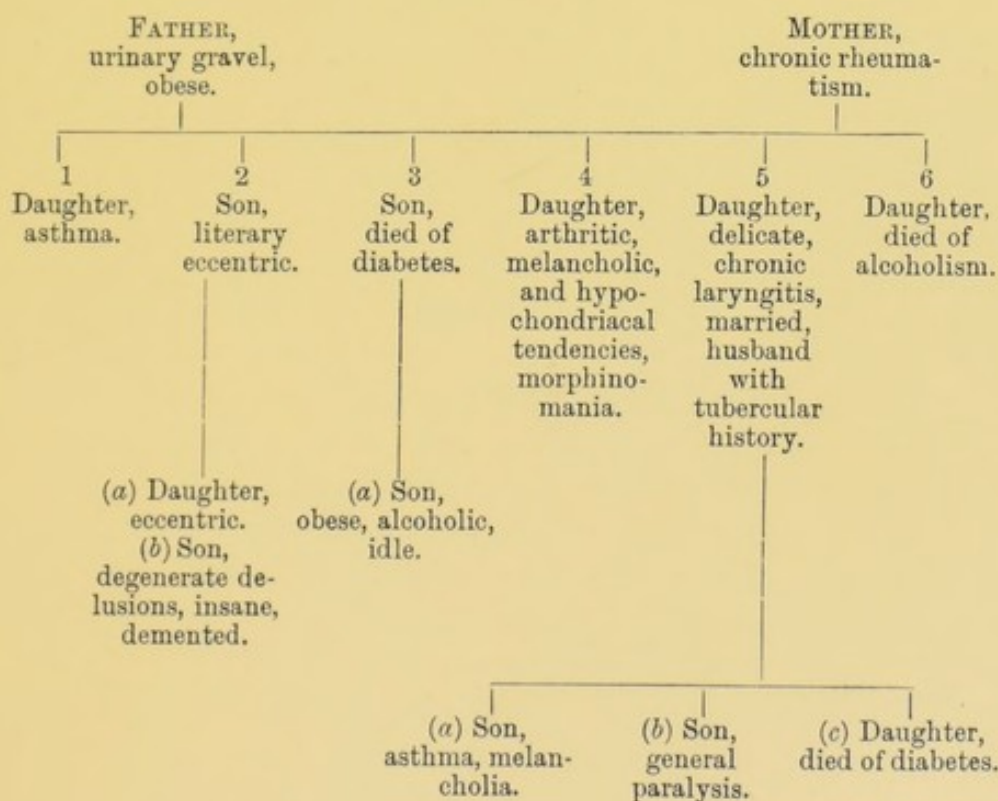 FATHER,
urinary gravel,
obese.
MOTHER,
chronic rheuma-
tism.
1
Daughter,
asthma.
2
Son,
literary
eccentric.
3
Son,
died of
diabetes.
4
Daughter,
arthritic,
melancholic,
and hypo-
chondriacal
tendencies,
morphino-
mania.
5
Daughter,
delicate,
chronic
laryngitis,
married,
husband
with
tubercular
history.
6
Daughter,
died of
alcoholism.
(a) Daughter,
eccentric.
(b) Son,
degenerate de-
lusions, insane,
demented.
(a) Son,
obese, alcoholic,
idle.
(a) Son,
asthma, melan-
cholia.
(b) Son,
general
paralysis.
(c) Daughter,
died of diabetes.